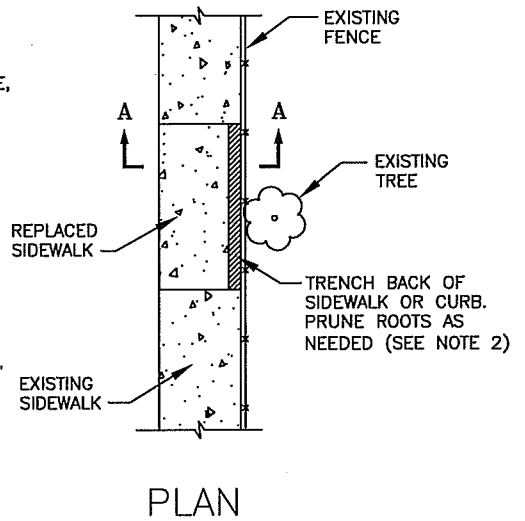 EXISTING
FENCE
E,
A
A
EXISTING
TREE
REPLACED
SIDEWALK
TRENCH BACK OF
SIDEWALK OR CURB.
PRUNE ROOTS AS
NEEDED (SEE NOTE 2)
EXISTING
SIDEWALK
PLAN